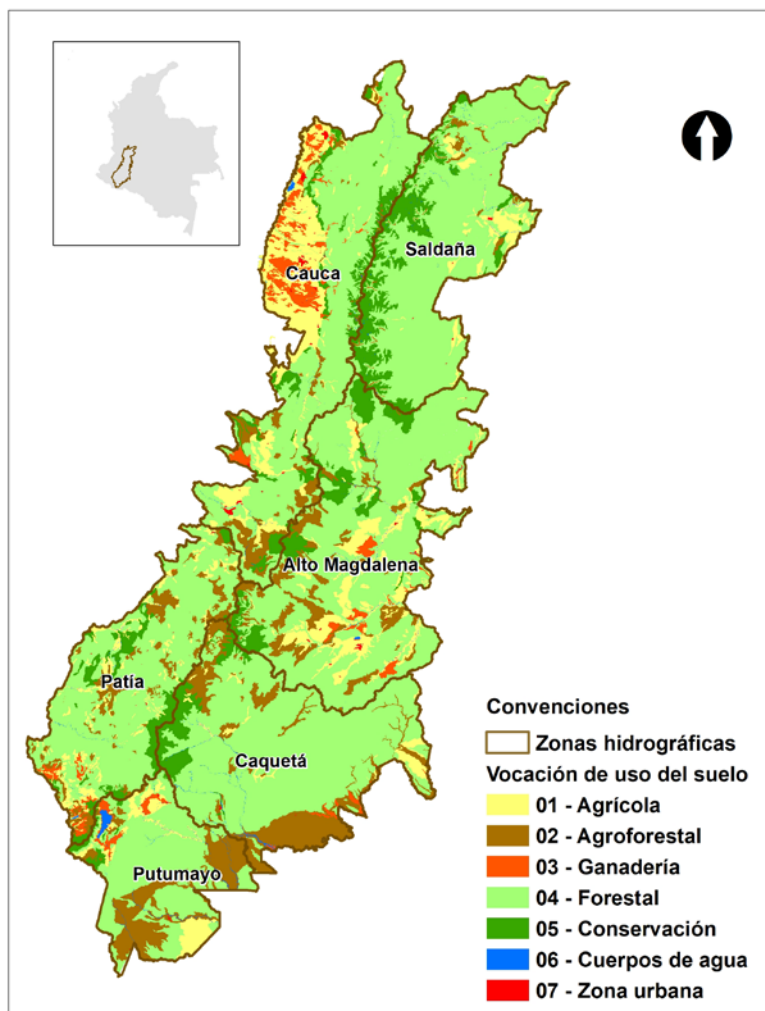 Saldaña
Cauca
Alto Magdalena
Patía
Caquetá
Putumayo
Convenciones
Zonas hidrográficas
Vocación de uso del suelo
01 - Agrícola
02 - Agroforestal
03 - Ganadería
04 - Forestal
05 - Conservación
06 - Cuerpos de agua
07 - Zona urbana